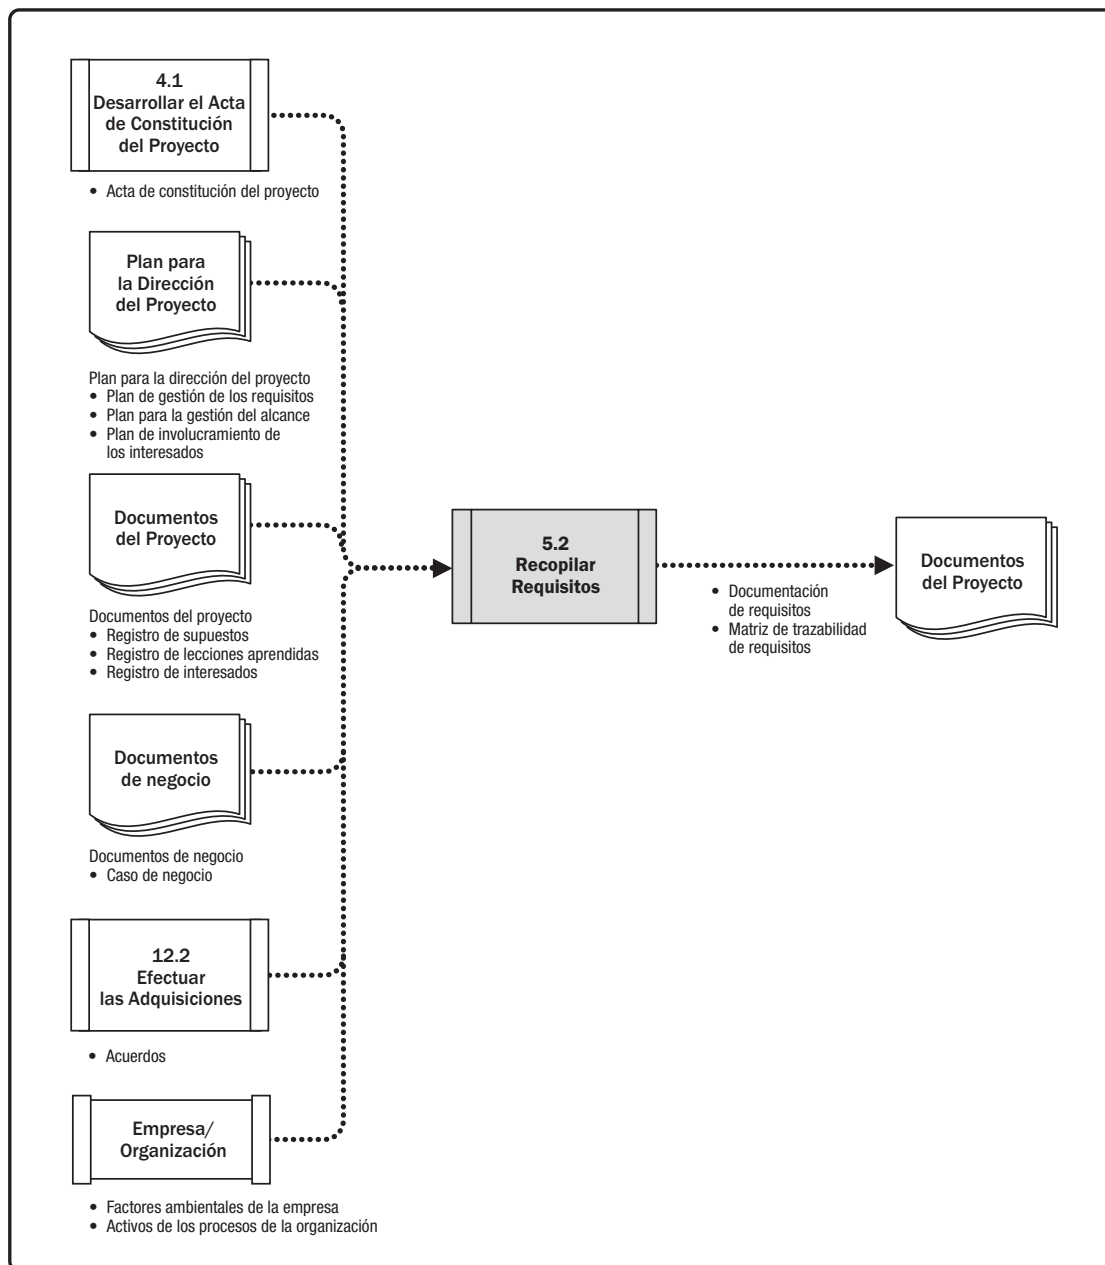 4.1
Desarrollar el Acta
de Constitución
del Proyecto
• Acta de constitución del proyecto
Plan para
la Dirección
del Proyecto
Plan para la dirección del proyecto
• Plan de gestión de los requisitos
• Plan para la gestión del alcance
• Plan de involucramiento de
los interesados
Documentos
del Proyecto
Documentos del proyecto
• Registro de supuestos
• Registro de lecciones aprendidas
• Registro de interesados
Documentos
de negocio
Documentos de negocio
• Caso de negocio
12.2
Efectuar
las Adquisiciones
• Acuerdos
Empresa/
Organización
• Factores ambientales de la empresa
• Activos de los procesos de la organización
5.2
Recopilar
Requisitos
• Documentación
de requisitos
• Matriz de trazabilidad
de requisitos
Documentos
del Proyecto